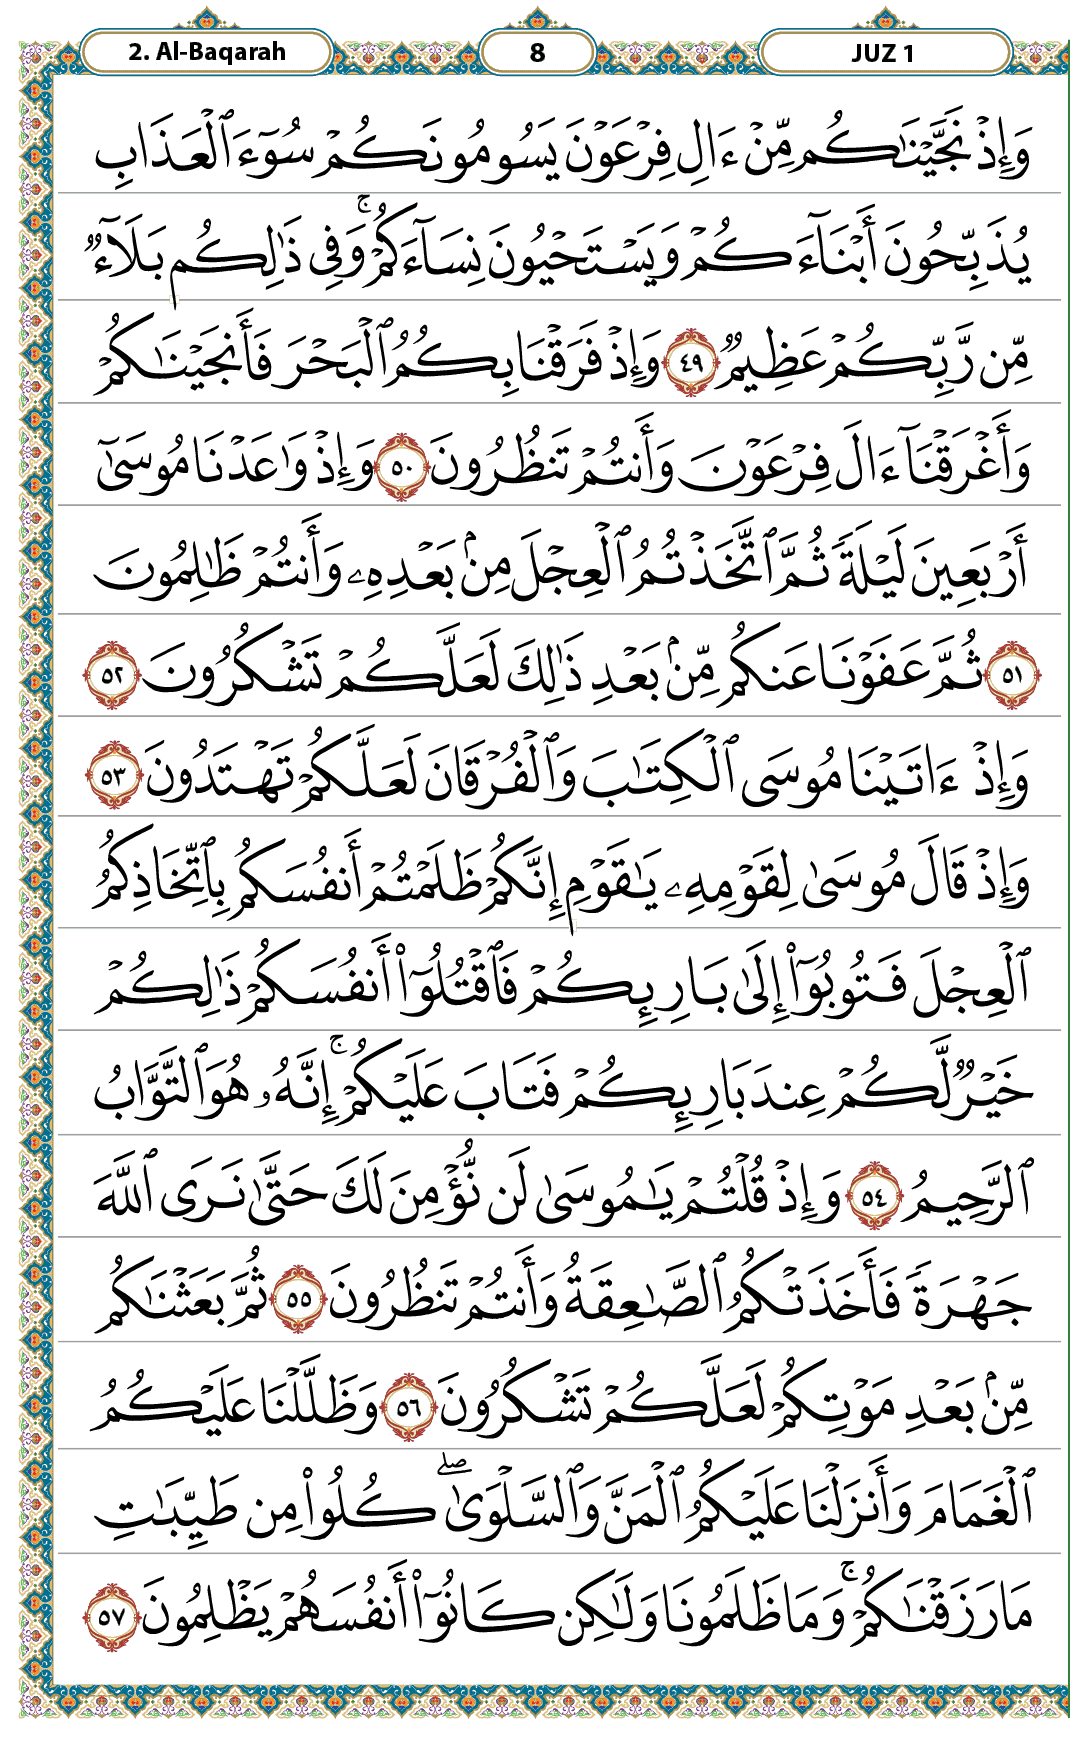 2. Al-Baqarah 8 JUZ 1
وَإِذْ نَجَّيْنَٰكُم مِّنْ ءَالِ فِرْعَوْنَ يَسُومُونَكُمْ سُوٓءَ ٱلْعَذَابِ
يُذَبِّحُونَ أَبْنَآءَكُمْ وَيَسْتَحْيُونَ نِسَآءَكُمْ ۚ وَفِى ذَٰلِكُم بَلَآءٌ
مِّن رَّبِّكُمْ عَظِيمٌ ٤٩ وَإِذْ فَرَقْنَا بِكُمُ ٱلْبَحْرَ فَأَنجَيْنَٰكُمْ
وَأَغْرَقْنَآ ءَالَ فِرْعَوْنَ وَأَنتُمْ تَنظُرُونَ ٥٠ وَإِذْ وَٰعَدْنَا مُوسَىٰٓ
أَرْبَعِينَ لَيْلَةً ثُمَّ ٱتَّخَذْتُمُ ٱلْعِجْلَ مِنۢ بَعْدِهِۦ وَأَنتُمْ ظَٰلِمُونَ
٥١ ثُمَّ عَفَوْنَا عَنكُم مِّنۢ بَعْدِ ذَٰلِكَ لَعَلَّكُمْ تَشْكُرُونَ ٥٢
وَإِذْ ءَاتَيْنَا مُوسَى ٱلْكِتَٰبَ وَٱلْفُرْقَانَ لَعَلَّكُمْ تَهْتَدُونَ ٥٣
وَإِذْ قَالَ مُوسَىٰ لِقَوْمِهِۦ يَٰقَوْمِ إِنَّكُمْ ظَلَمْتُمْ أَنفُسَكُم بِٱتِّخَاذِكُمُ
ٱلْعِجْلَ فَتُوبُوٓا۟ إِلَىٰ بَارِئِكُمْ فَٱقْتُلُوٓا۟ أَنفُسَكُمْ ذَٰلِكُمْ
خَيْرٌ لَّكُمْ عِندَ بَارِئِكُمْ فَتَابَ عَلَيْكُمْ ۚ إِنَّهُۥ هُوَ ٱلتَّوَّابُ
ٱلرَّحِيمُ ٥٤ وَإِذْ قُلْتُمْ يَٰمُوسَىٰ لَن نُّؤْمِنَ لَكَ حَتَّىٰ نَرَى ٱللَّهَ
جَهْرَةً فَأَخَذَتْكُمُ ٱلصَّٰعِقَةُ وَأَنتُمْ تَنظُرُونَ ٥٥ ثُمَّ بَعَثْنَٰكُم
مِّنۢ بَعْدِ مَوْتِكُمْ لَعَلَّكُمْ تَشْكُرُونَ ٥٦ وَظَلَّلْنَا عَلَيْكُمُ
ٱلْغَمَامَ وَأَنزَلْنَا عَلَيْكُمُ ٱلْمَنَّ وَٱلسَّلْوَىٰ ۖ كُلُوا۟ مِن طَيِّبَٰتِ
مَا رَزَقْنَٰكُمْ ۚ وَمَا ظَلَمُونَا وَلَٰكِن كَانُوٓا۟ أَنفُسَهُمْ يَظْلِمُونَ ٥٧